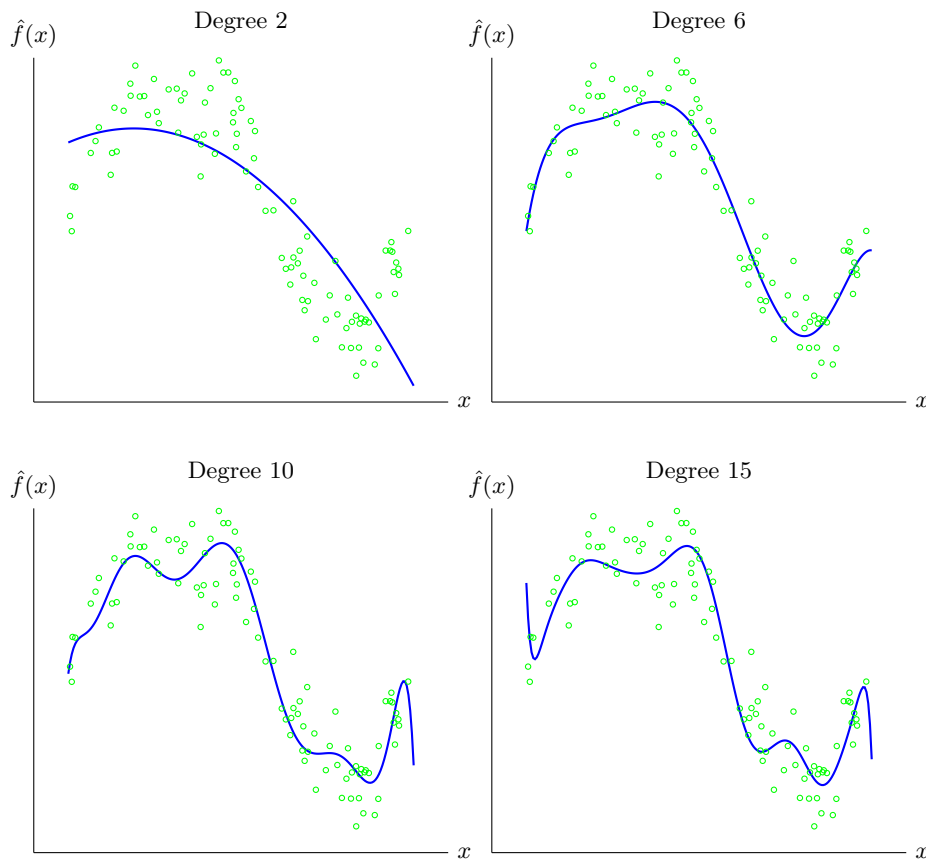 Degree 2
f̂(x)
x
Degree 6
f̂(x)
x
Degree 10
f̂(x)
x
Degree 15
f̂(x)
x